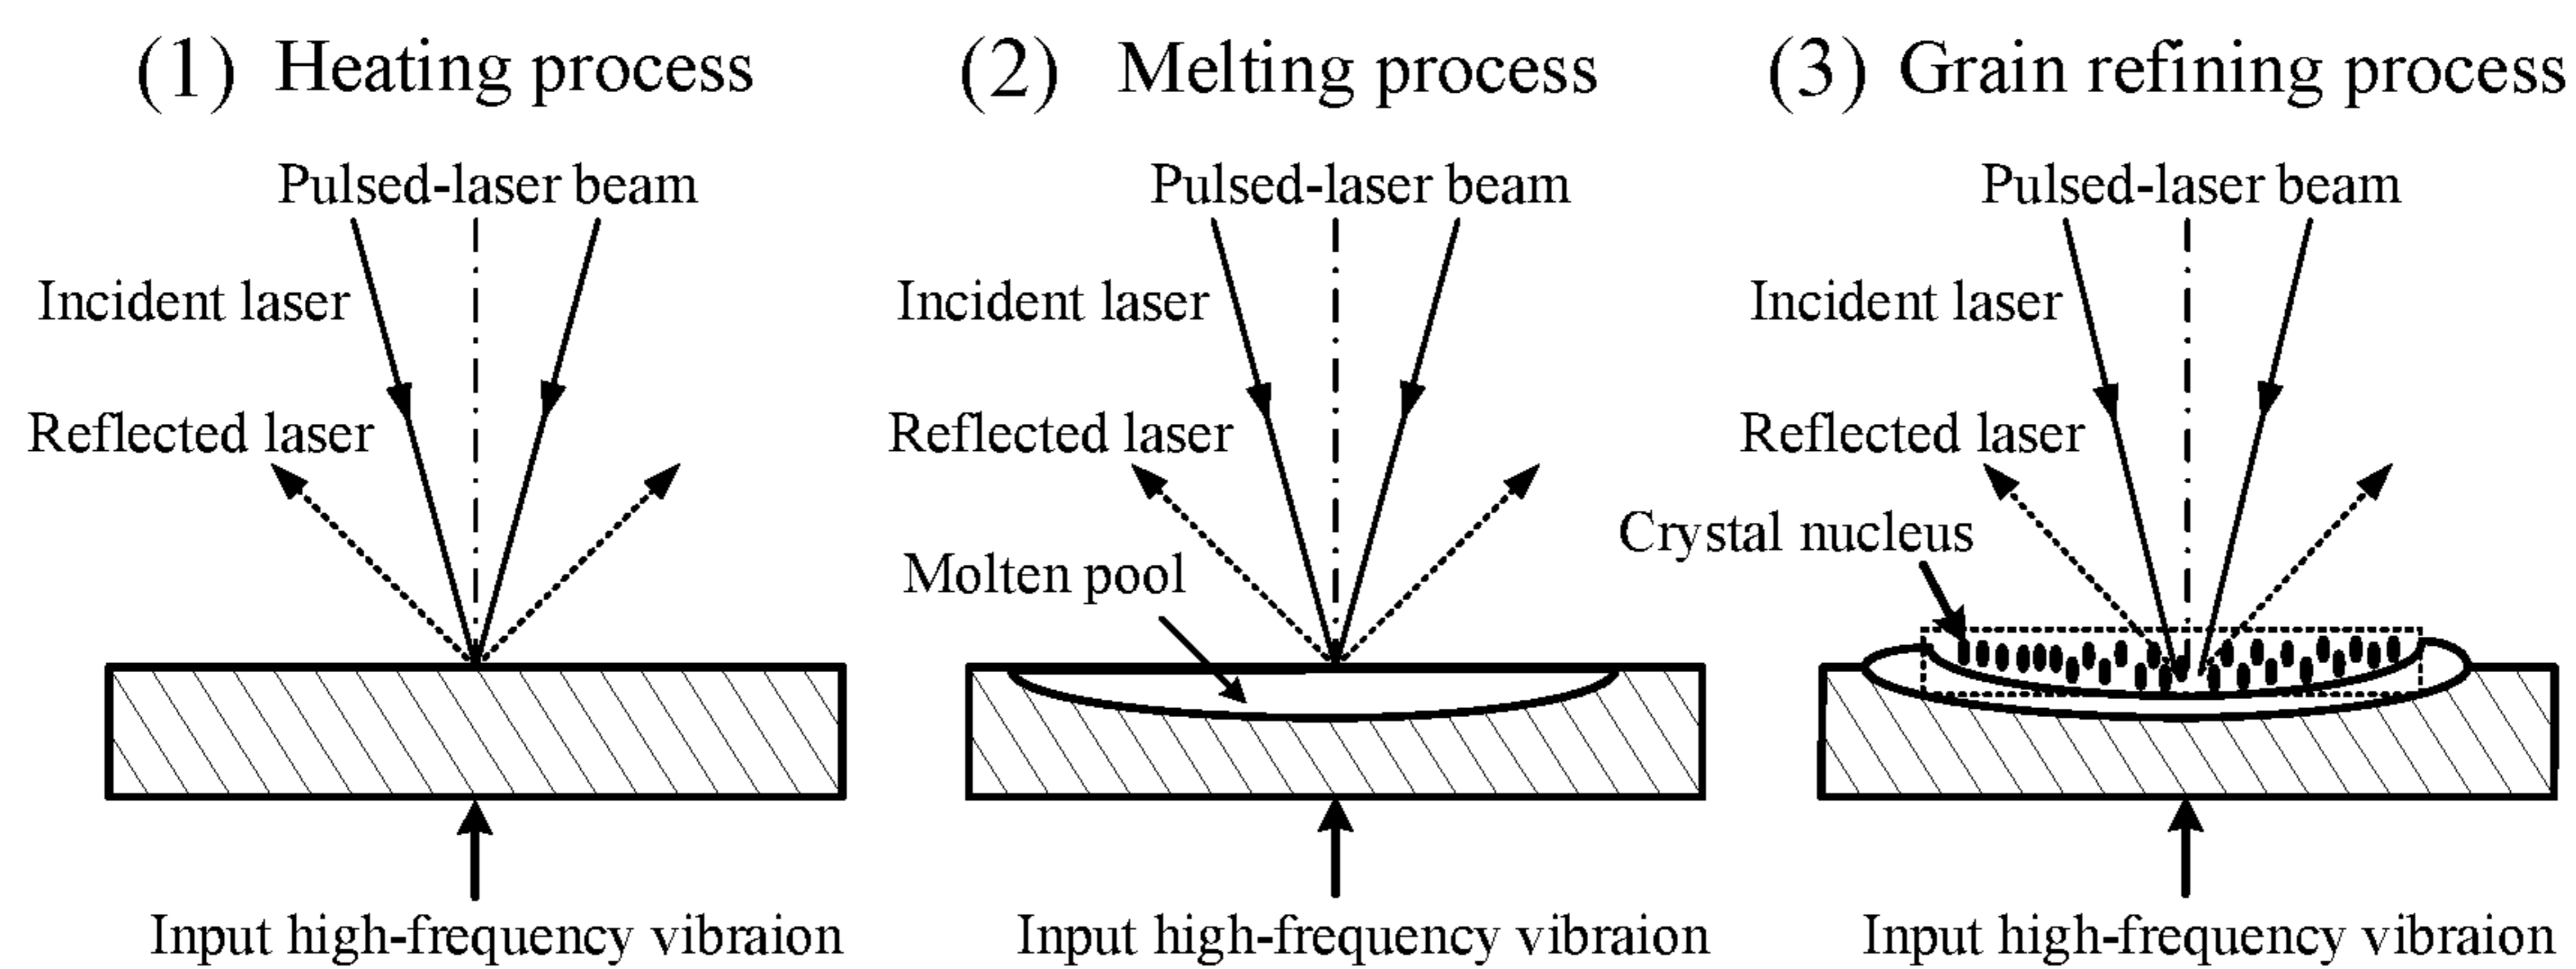 (1) Heating process
Pulsed-laser beam
Incident laser
Reflected laser
Input high-frequency vibraion
(2) Melting process
Pulsed-laser beam
Incident laser
Reflected laser
Molten pool
Input high-frequency vibraion
(3) Grain refining process
Pulsed-laser beam
Incident laser
Reflected laser
Crystal nucleus
Input high-frequency vibraion